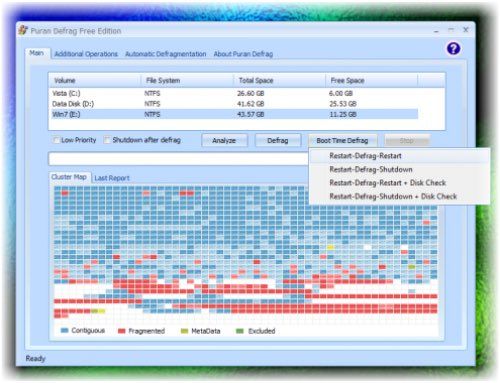 Puran Defrag Free Edition
Main Additional Operations Automatic Defragmentation About Puran Defrag
?
Volume File System Total Space Free Space
Vista (C:) NTFS 26.60 GB 6.00 GB
Data Disk (D:) NTFS 41.62 GB 25.53 GB
Win7 (E:) NTFS 43.57 GB 11.25 GB
Low Priority Shutdown after defrag Analyze Defrag Boot Time Defrag Stop
Restart-Defrag-Restart
Restart-Defrag-Shutdown
Restart-Defrag-Restart + Disk Check
Restart-Defrag-Shutdown + Disk Check
Cluster Map Last Report
Contiguous Fragmented MetaData Excluded
Ready